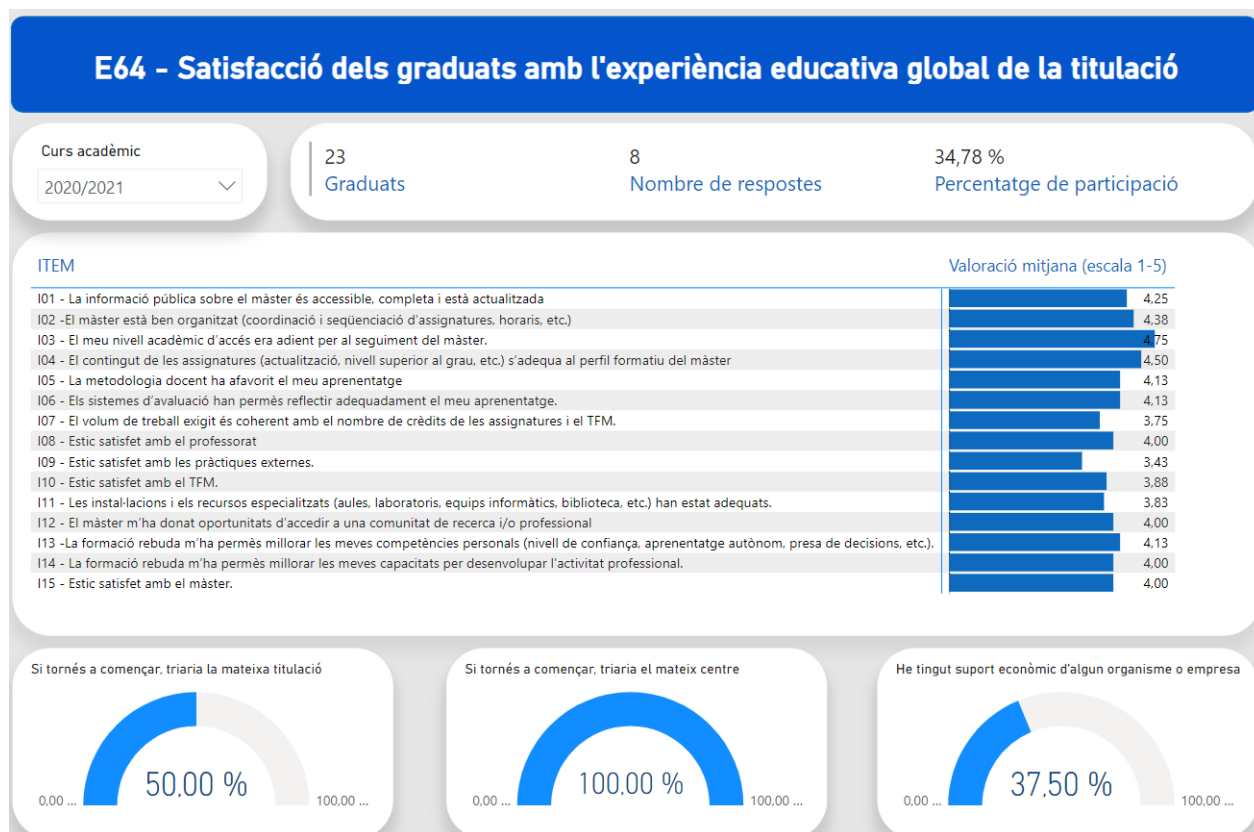 E64 - Satisfacció dels graduats amb l'experiència educativa global de la titulació
Curs acadèmic
2020/2021
23
Graduats
8
Nombre de respostes
34,78 %
Percentatge de participació
ITEM Valoració mitjana (escala 1-5)
I01 - La informació pública sobre el màster és accessible, completa i està actualitzada 4,25
I02 -El màster està ben organitzat (coordinació i seqüenciació d’assignatures, horaris, etc.) 4,38
I03 - El meu nivell acadèmic d’accés era adient per al seguiment del màster. 4,75
I04 - El contingut de les assignatures (actualització, nivell superior al grau, etc.) s’adequa al perfil formatiu del màster 4,50
I05 - La metodologia docent ha afavorit el meu aprenentatge 4,13
I06 - Els sistemes d’avaluació han permès reflectir adequadament el meu aprenentatge. 4,13
I07 - El volum de treball exigit és coherent amb el nombre de crèdits de les assignatures i el TFM. 3,75
I08 - Estic satisfet amb el professorat 4,00
I09 - Estic satisfet amb les pràctiques externes. 3,43
I10 - Estic satisfet amb el TFM. 3,88
I11 - Les instal·lacions i els recursos especialitzats (aules, laboratoris, equips informàtics, biblioteca, etc.) han estat adequats. 3,83
I12 - El màster m’ha donat oportunitats d’accedir a una comunitat de recerca i/o professional 4,00
I13 -La formació rebuda m’ha permès millorar les meves competències personals (nivell de confiança, aprenentatge autònom, presa de decisions, etc.). 4,13
I14 - La formació rebuda m’ha permès millorar les meves capacitats per desenvolupar l’activitat professional. 4,00
I15 - Estic satisfet amb el màster. 4,00
Si tornés a començar, triaria la mateixa titulació
50,00 %
0,00 ... 100,00 ...
Si tornés a començar, triaria el mateix centre
100,00 %
0,00 ... 100,00 ...
He tingut suport econòmic d'algun organisme o empresa
37,50 %
0,00 ... 100,00 ...